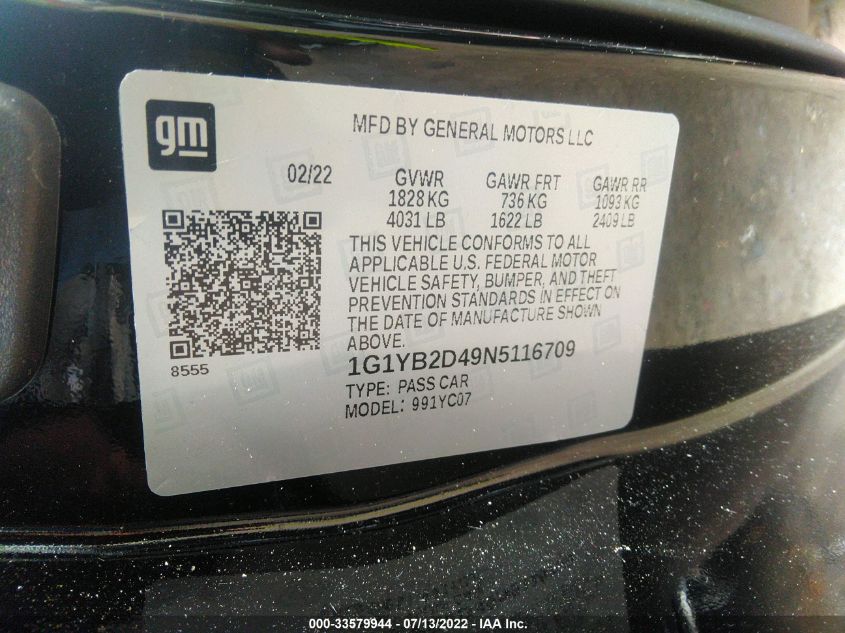 gm
MFD BY GENERAL MOTORS LLC
02/22 GVWR GAWR FRT GAWR RR
1828 KG 736 KG 1093 KG
4031 LB 1622 LB 2409 LB
THIS VEHICLE CONFORMS TO ALL
APPLICABLE U.S. FEDERAL MOTOR
VEHICLE SAFETY, BUMPER, AND THEFT
PREVENTION STANDARDS IN EFFECT ON
THE DATE OF MANUFACTURE SHOWN
ABOVE.
8555
1G1YB2D49N5116709
TYPE: PASS CAR
MODEL: 991YC07
000-33579944 - 07/13/2022 - IAA Inc.